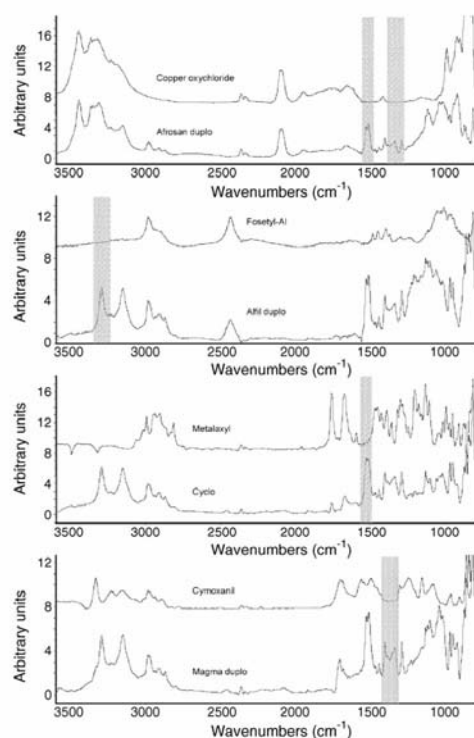 16
12
8
4
0
Arbitrary units
Copper oxychloride
Afrosan duplo
3500 3000 2500 2000 1500 1000
Wavenumbers (cm-1)
12
8
4
0
Arbitrary units
Fosetyl-Al
Alfil duplo
3500 3000 2500 2000 1500 1000
Wavenumbers (cm-1)
16
12
8
4
0
Arbitrary units
Metalaxyl
Cyclo
3500 3000 2500 2000 1500 1000
Wavenumbers (cm-1)
12
8
4
0
Arbitrary units
Cymoxanil
Magma duplo
3500 3000 2500 2000 1500 1000
Wavenumbers (cm-1)